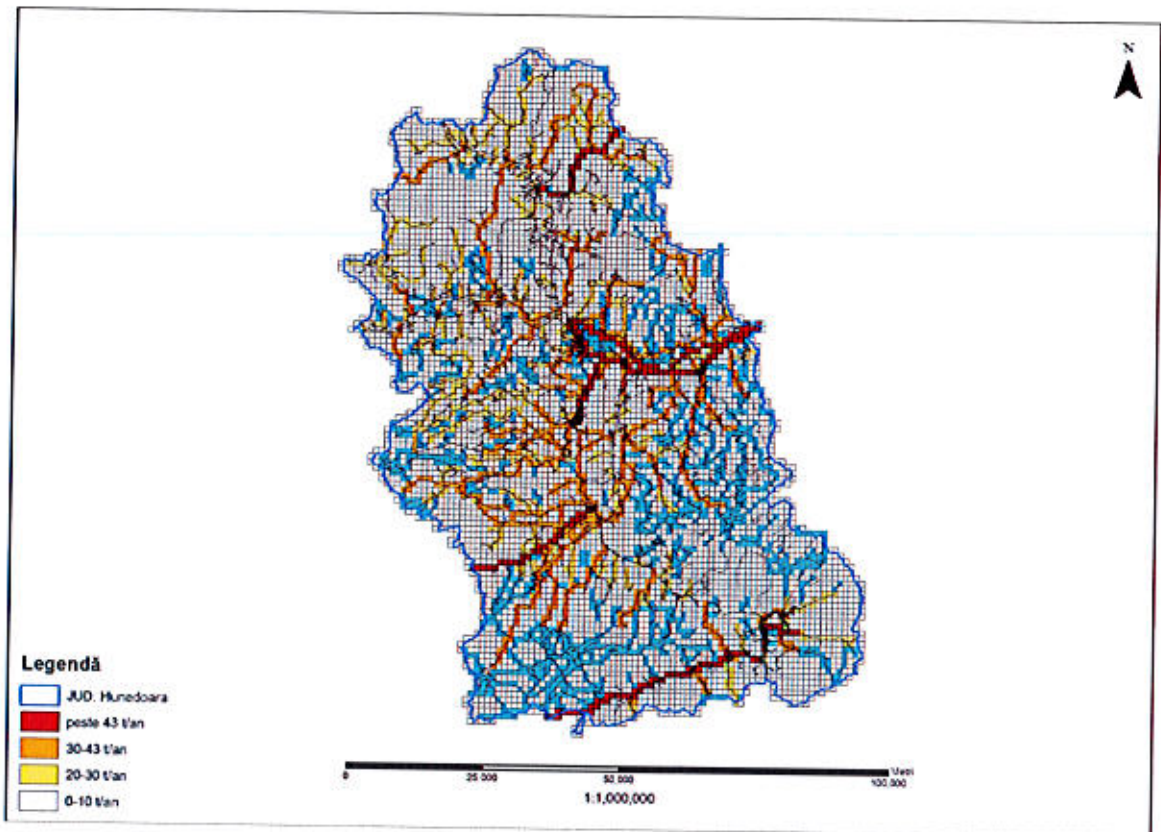 N
Legendă
JUD. Hunedoara
peste 43 t/an
30-43 t/an
20-30 t/an
0-10 t/an
0 25,000 50,000 100,000
Metri
1:1,000,000